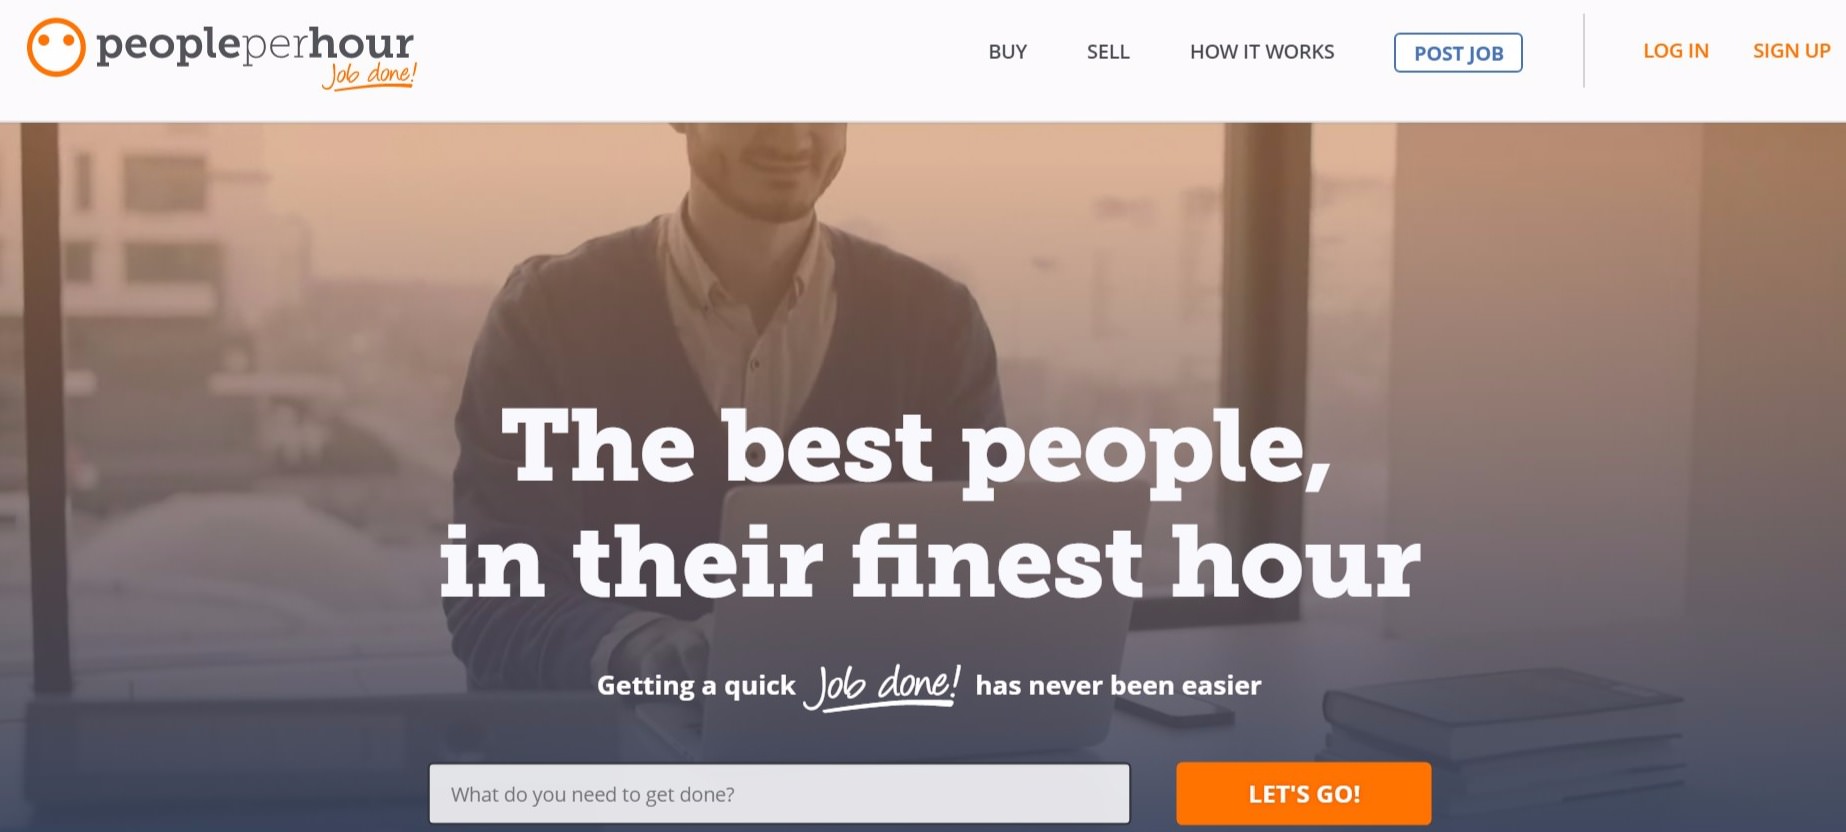 peopleperhour
Job done!
BUY
SELL
HOW IT WORKS
POST JOB
LOG IN
SIGN UP
The best people,
in their finest hour
Getting a quick Job done! has never been easier
What do you need to get done?
LET'S GO!